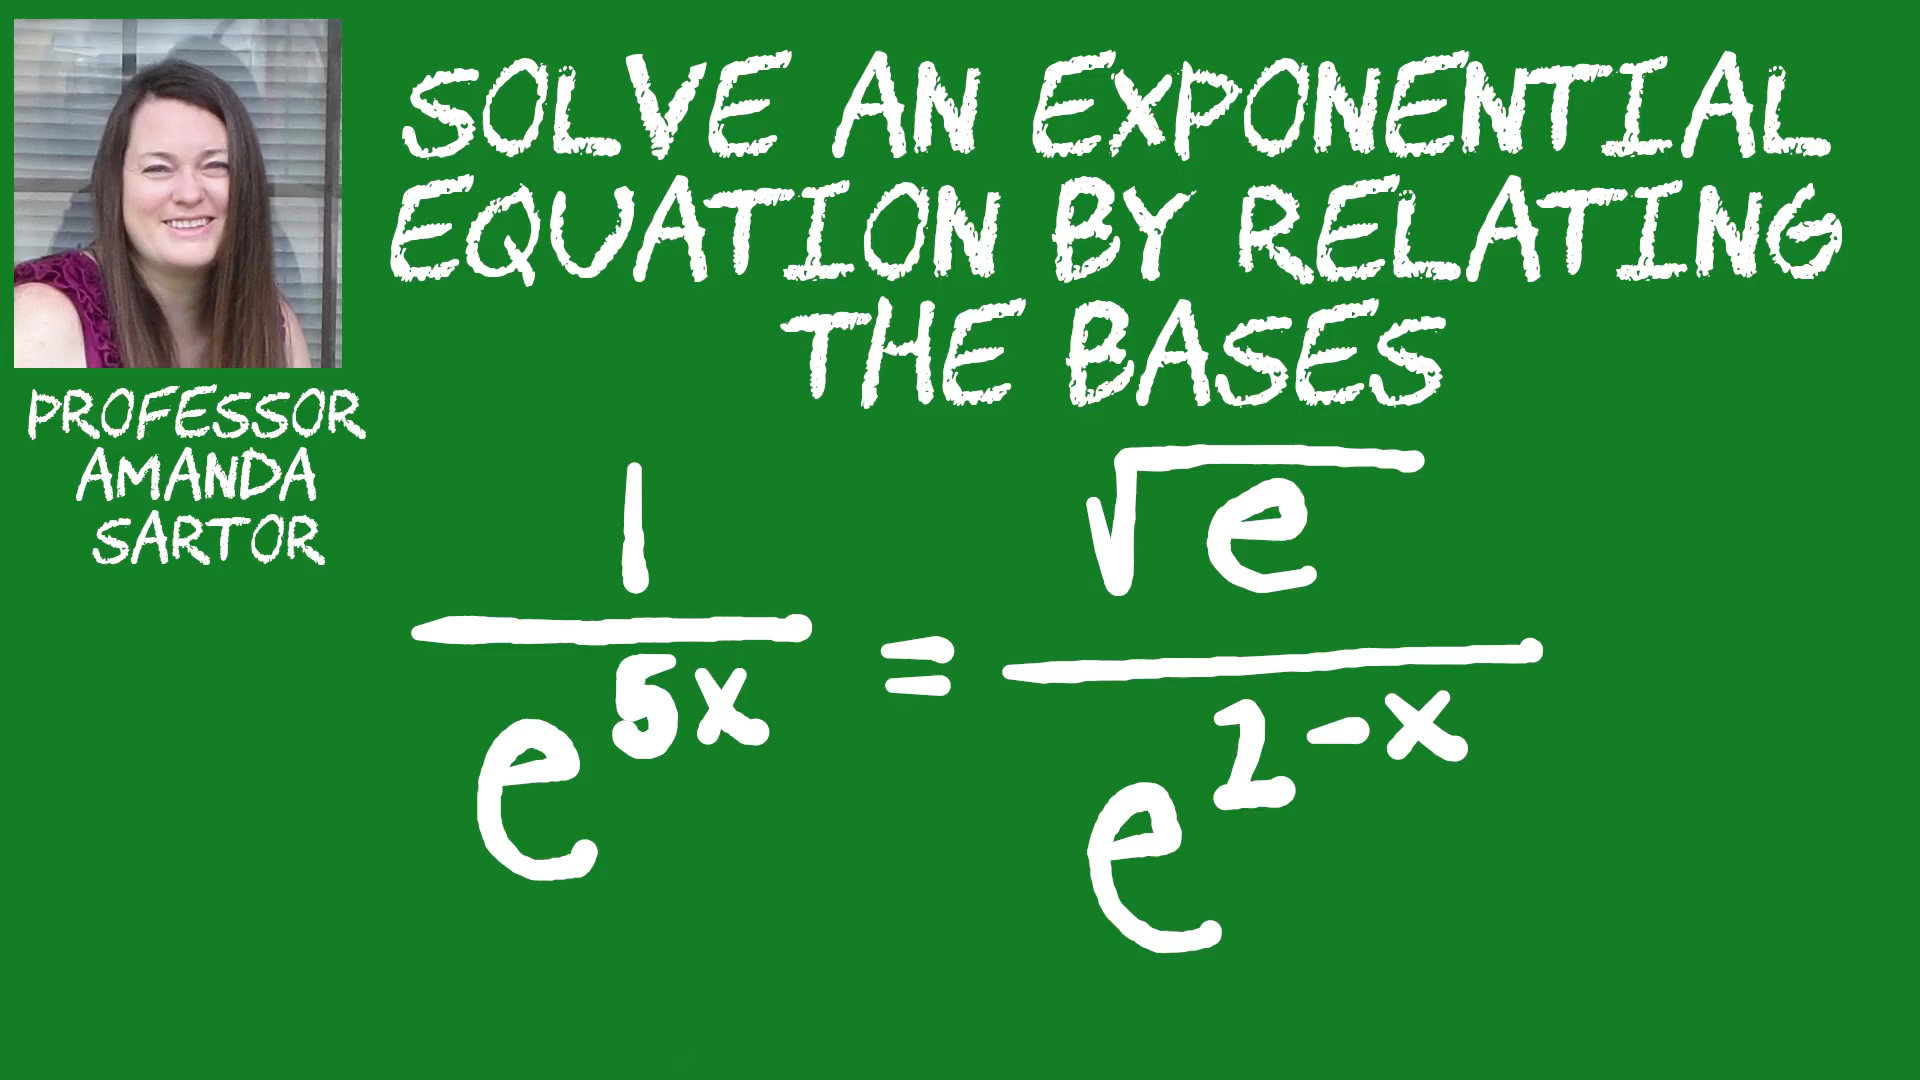 SOLVE AN EXPONENTIAL
EQUATION BY RELATING
THE BASES
PROFESSOR
AMANDA
SARTOR
1/e^(5x) = √e/e^(2-x)